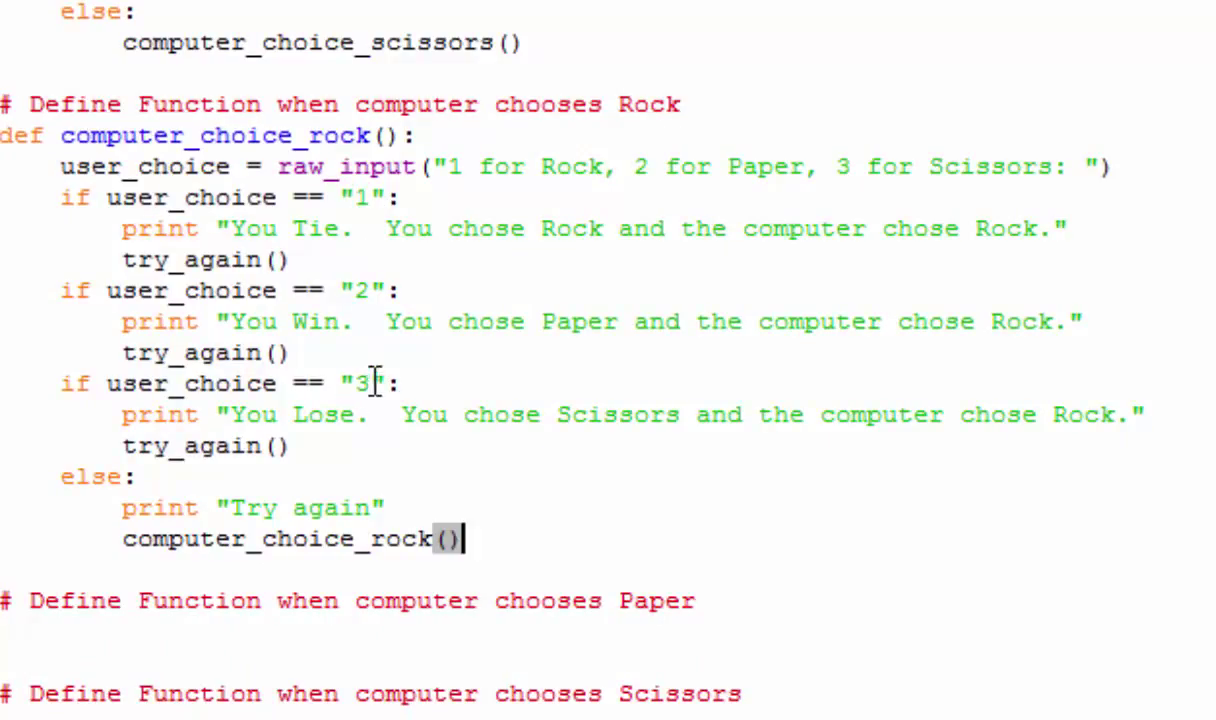 else:
        computer_choice_scissors()

# Define Function when computer chooses Rock
def computer_choice_rock():
    user_choice = raw_input("1 for Rock, 2 for Paper, 3 for Scissors: ")
    if user_choice == "1":
        print "You Tie.  You chose Rock and the computer chose Rock."
        try_again()
    if user_choice == "2":
        print "You Win.  You chose Paper and the computer chose Rock."
        try_again()
    if user_choice == "3":
        print "You Lose.  You chose Scissors and the computer chose Rock."
        try_again()
    else:
        print "Try again"
        computer_choice_rock()

# Define Function when computer chooses Paper

# Define Function when computer chooses Scissors